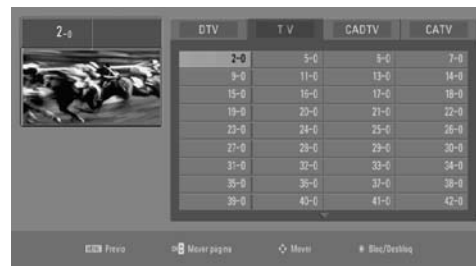 2-0
DTV TV CADTV CATV
2-0 5-0 6-0 7-0
9-0 11-0 13-0 14-0
15-0 16-0 17-0 18-0
19-0 20-0 21-0 22-0
23-0 24-0 25-0 26-0
27-0 28-0 29-0 30-0
31-0 32-0 33-0 34-0
35-0 36-0 37-0 38-0
39-0 40-0 41-0 42-0
Previo Mover página Mover Bloc/Desbloq